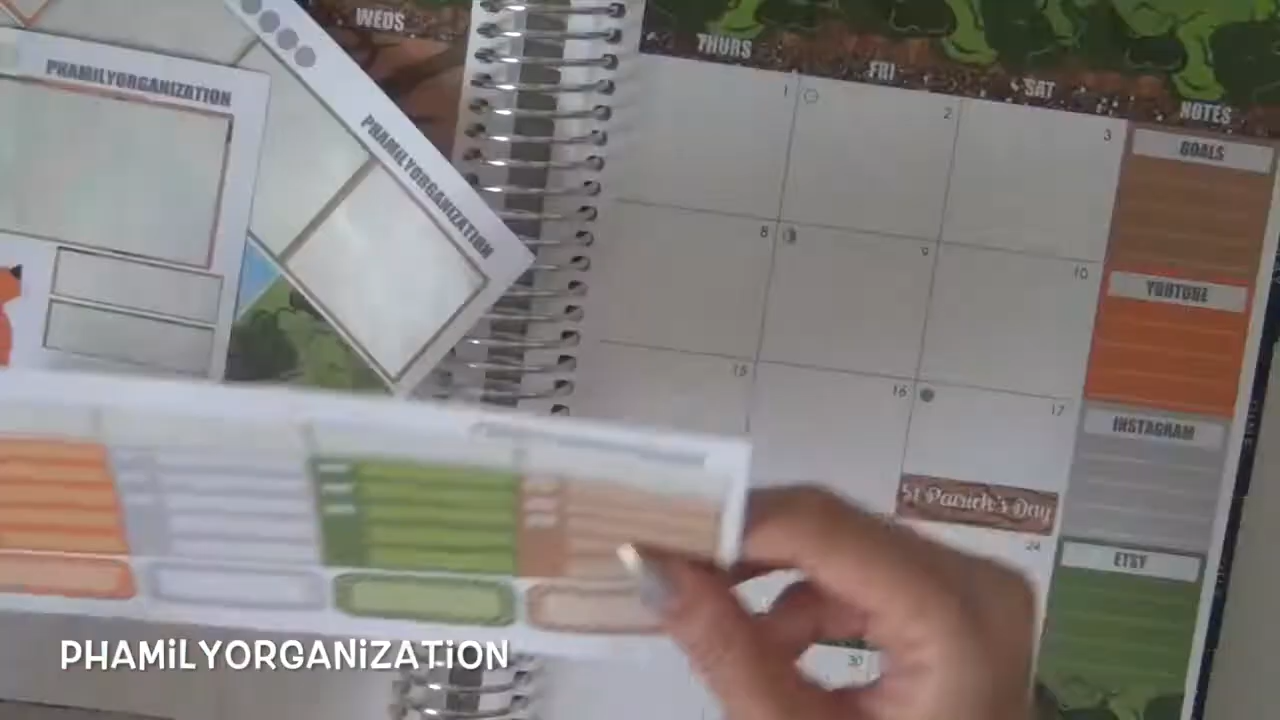 WEDS
THURS
FRI
SAT
NOTES
PHAMILYORGANIZATION
PHAMILYORGANIZATION
1
2
3
GOALS
8
9
10
YOUTUBE
15
16
17
INSTAGRAM
St Patrick's Day
24
ETSY
30
PHAMiLYORGANiZATiON